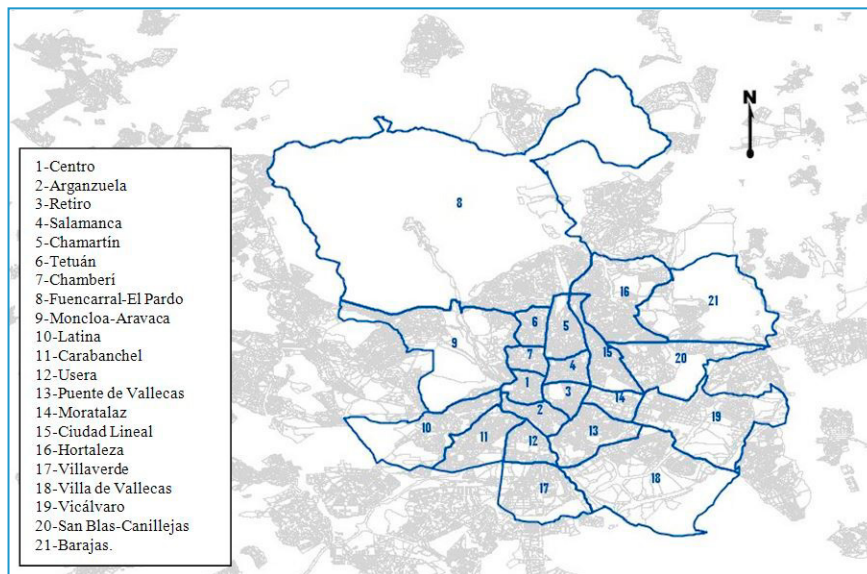 N
1-Centro
2-Arganzuela
3-Retiro
4-Salamanca
5-Chamartín
6-Tetuán
7-Chamberí
8-Fuencarral-El Pardo
9-Moncloa-Aravaca
10-Latina
11-Carabanchel
12-Usera
13-Puente de Vallecas
14-Moratalaz
15-Ciudad Lineal
16-Hortaleza
17-Villaverde
18-Villa de Vallecas
19-Vicálvaro
20-San Blas-Canillejas
21-Barajas.
8
16
21
6
5
9
15
7
20
4
1
3
14
2
19
10
11
12
13
18
17